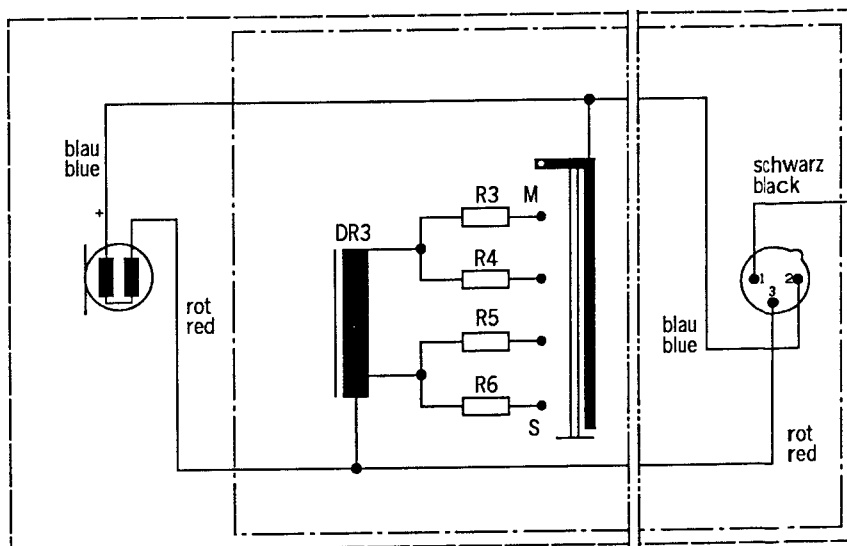 blau
blue
+
rot
red
DR3
R3
M
R4
R5
R6
S
schwarz
black
1
2
3
blau
blue
rot
red